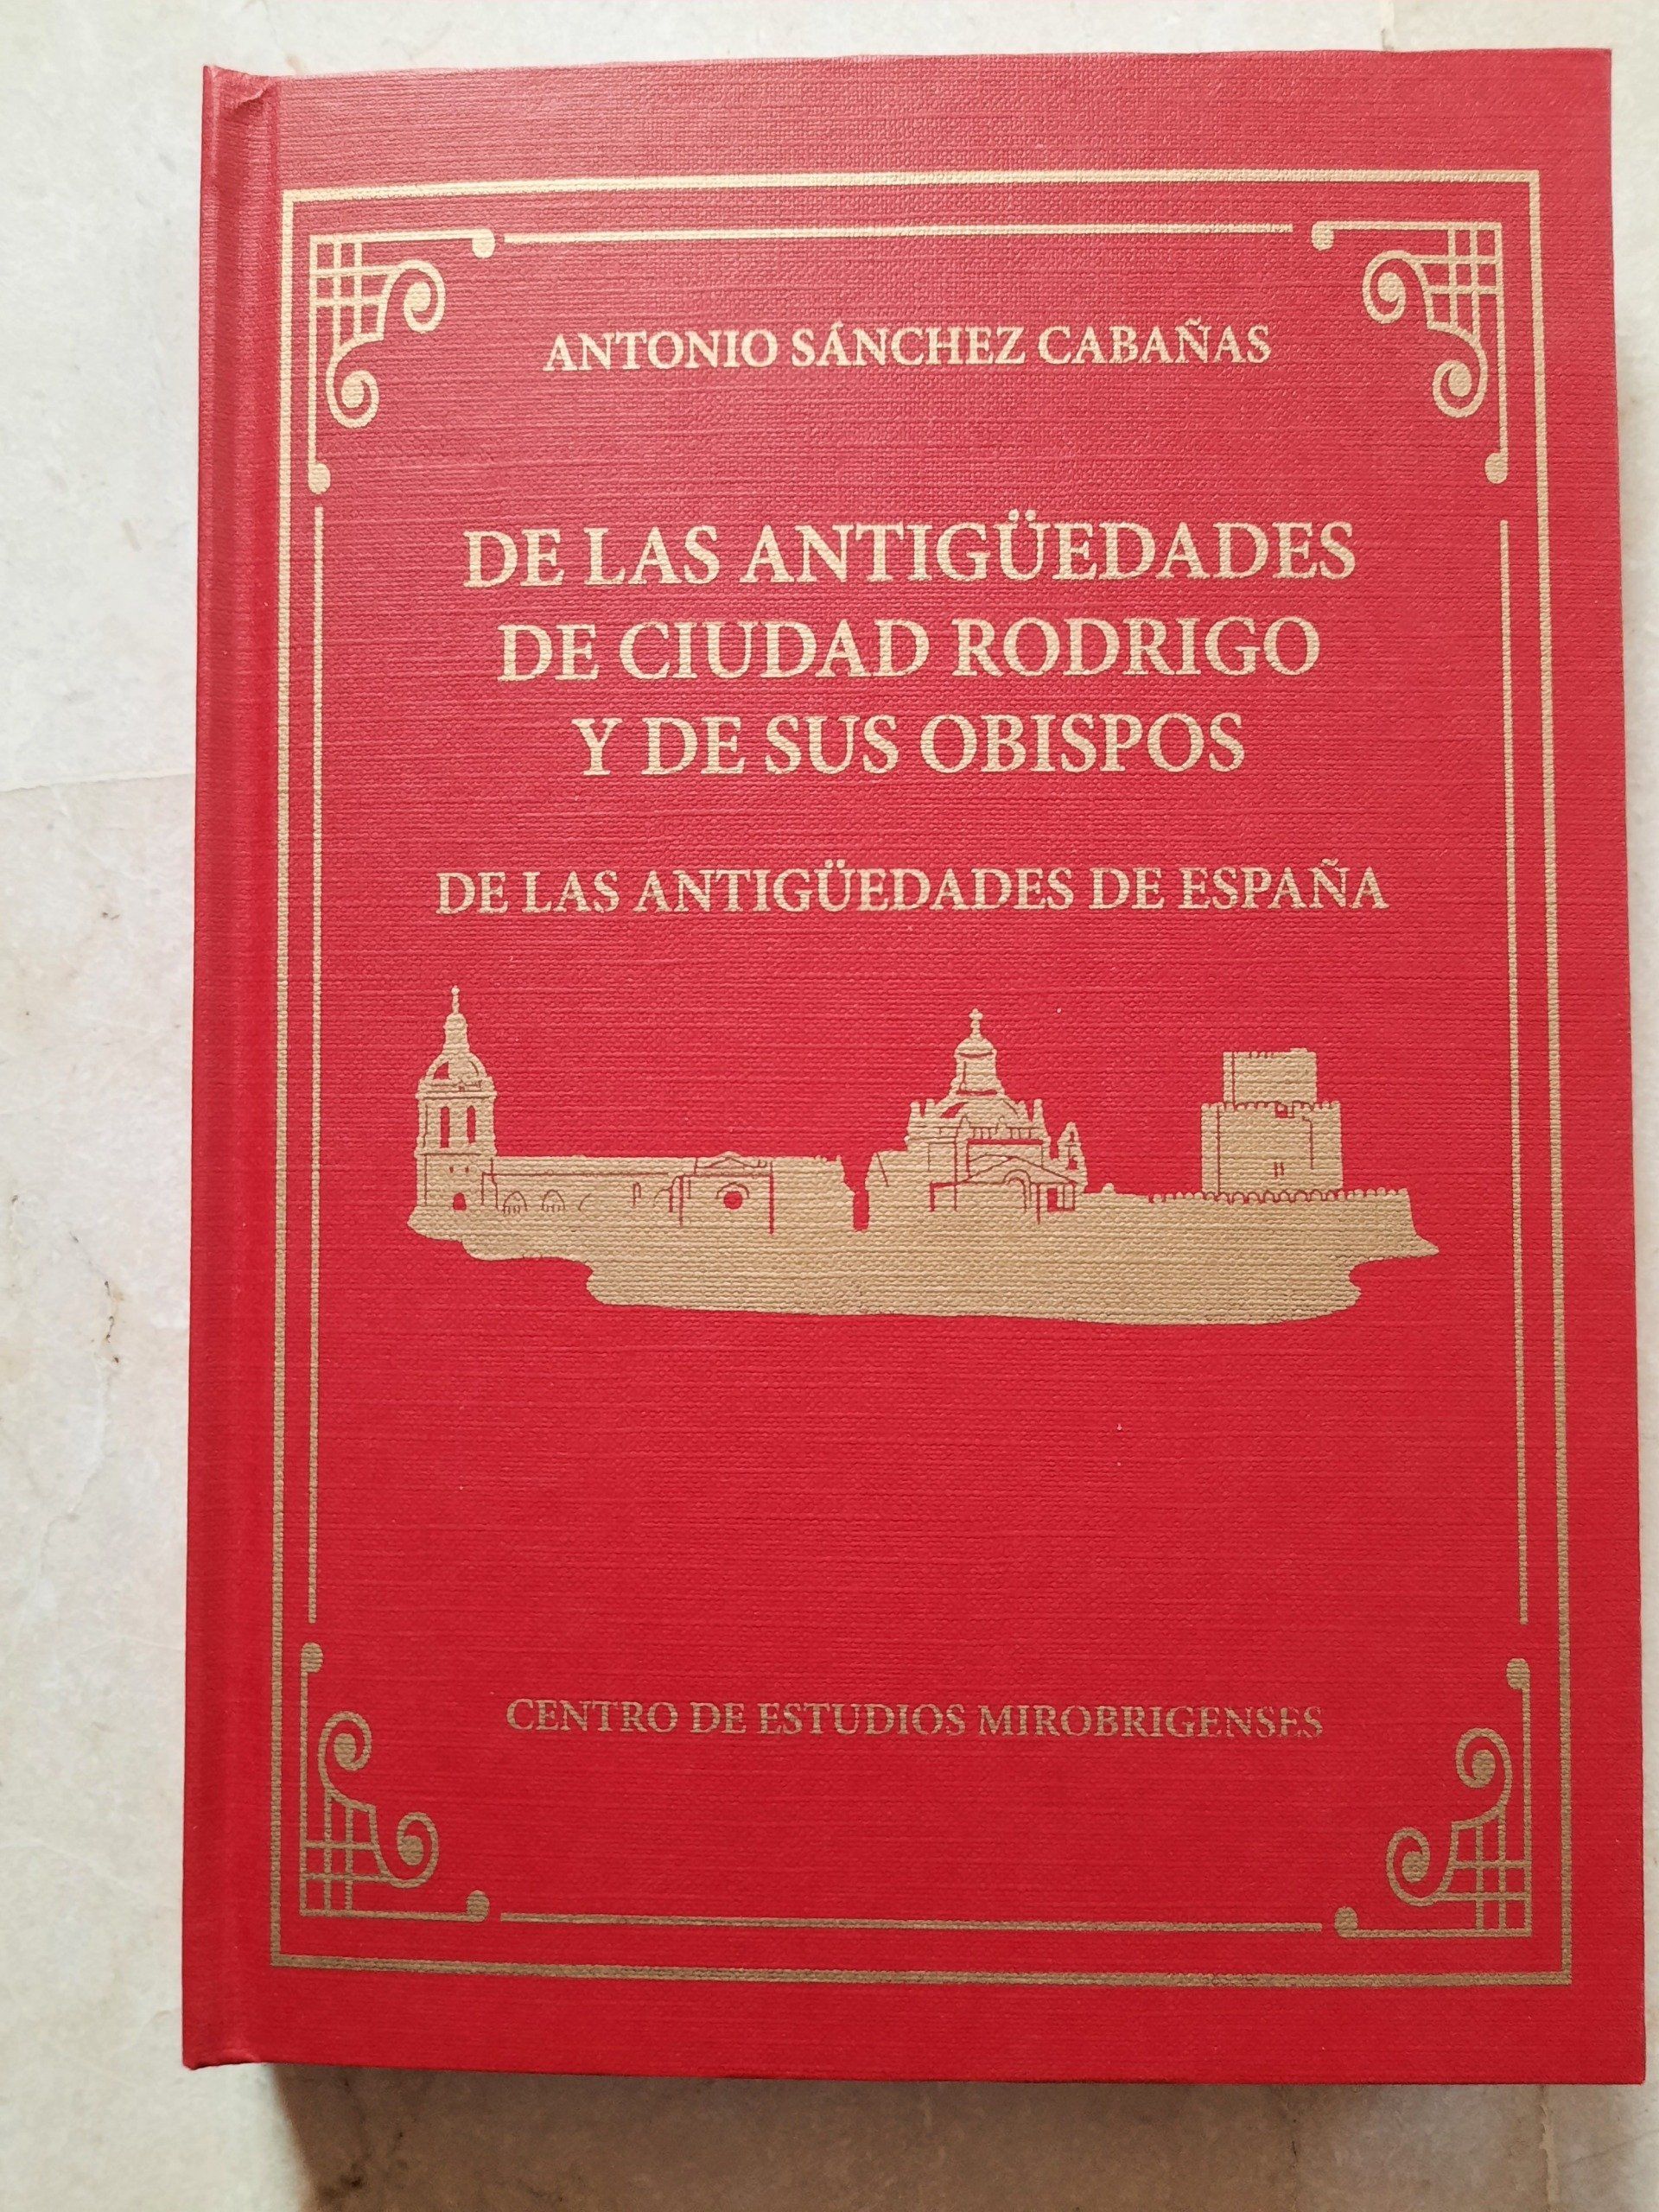 ANTONIO SÁNCHEZ CABAÑAS
DE LAS ANTIGÜEDADES
DE CIUDAD RODRIGO
Y DE SUS OBISPOS
DE LAS ANTIGÜEDADES DE ESPAÑA
CENTRO DE ESTUDIOS MIROBRIGENSES